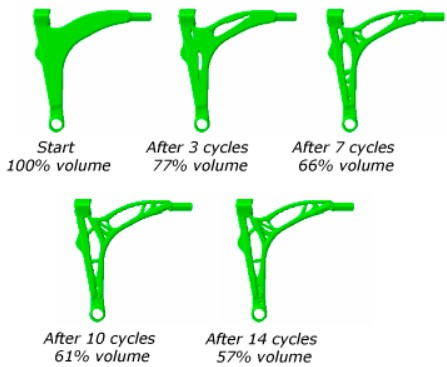 Start
100% volume
After 3 cycles
77% volume
After 7 cycles
66% volume
After 10 cycles
61% volume
After 14 cycles
57% volume